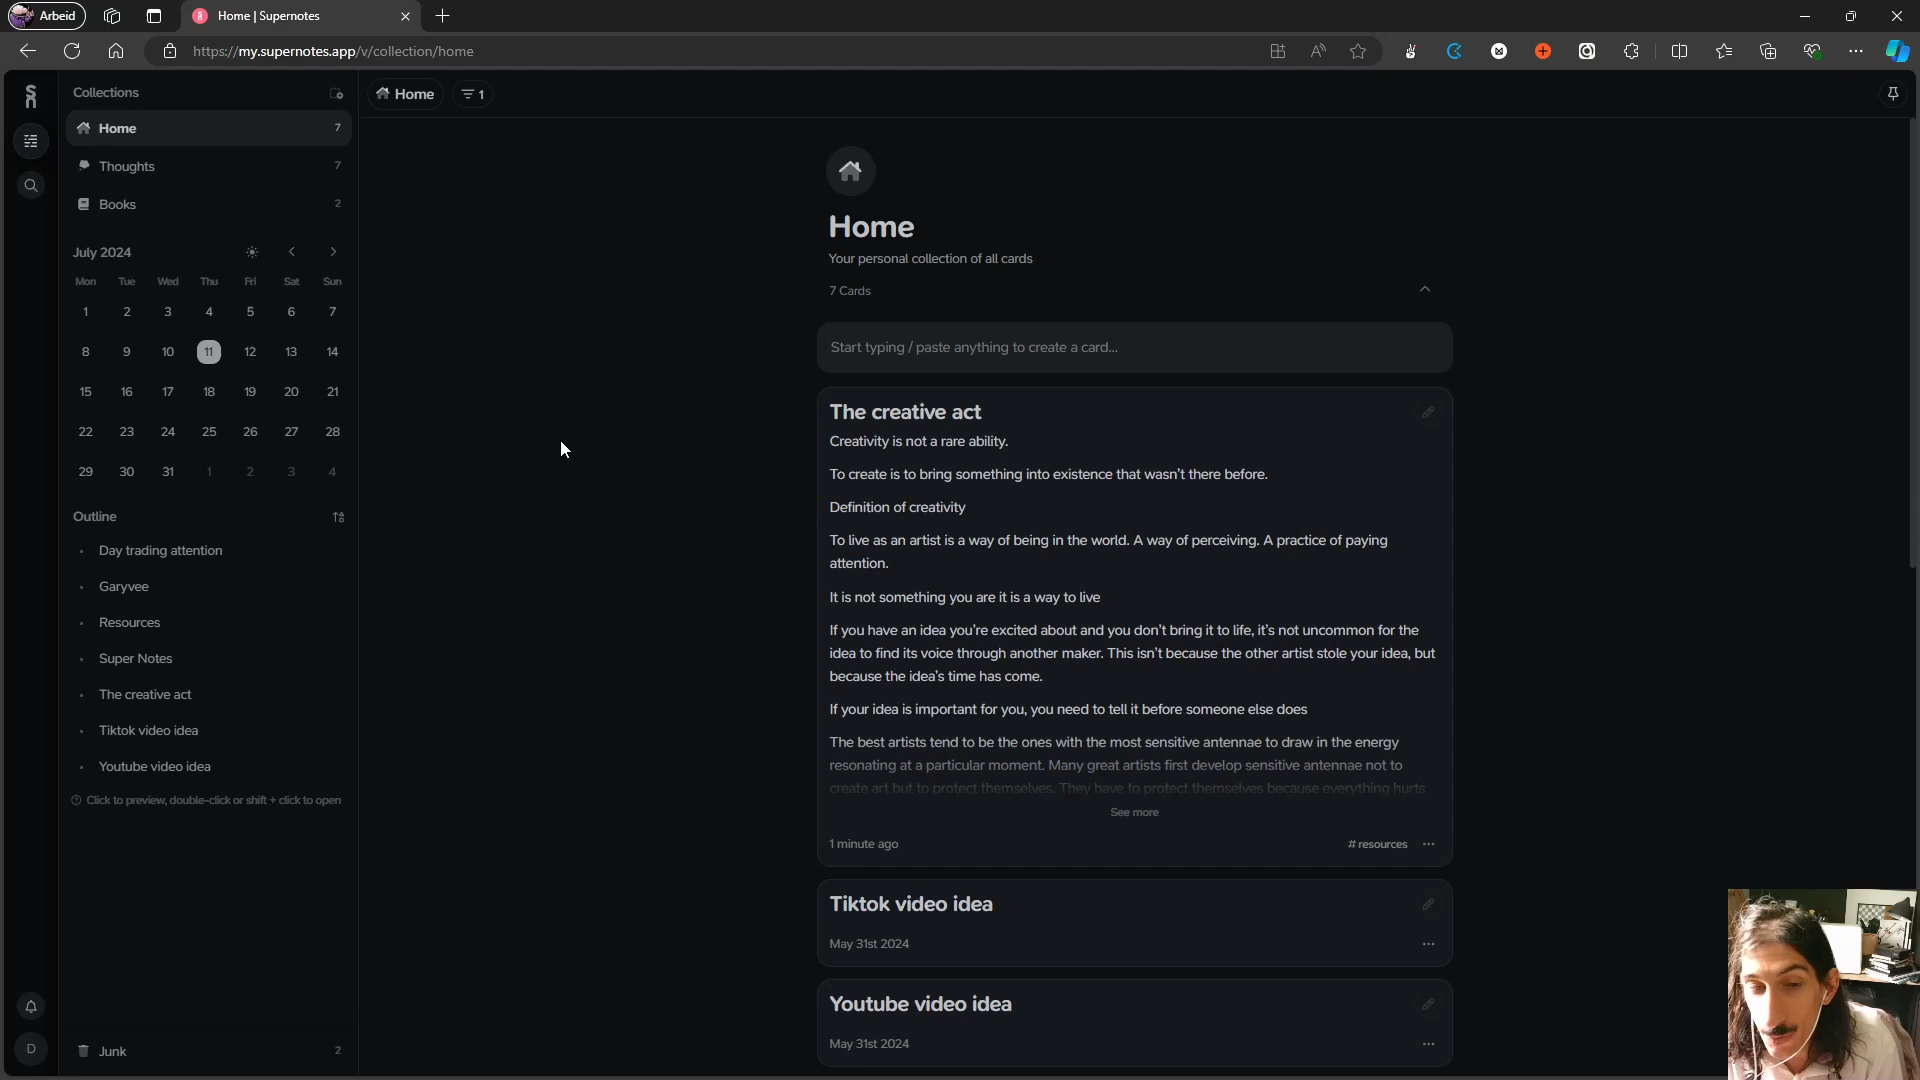 Arbeid
Home | Supernotes
https://my.supernotes.app/v/collection/home
Collections
Home 7
Thoughts 7
Books 2
July 2024
Mon Tue Wed Thu Fri Sat Sun
1 2 3 4 5 6 7
8 9 10 11 12 13 14
15 16 17 18 19 20 21
22 23 24 25 26 27 28
29 30 31 1 2 3 4
Outline
Day trading attention
Garyvee
Resources
Super Notes
The creative act
Tiktok video idea
Youtube video idea
Click to preview, double-click or shift + click to open
D
Junk 2
Home 1
Home
Your personal collection of all cards
7 Cards
Start typing / paste anything to create a card...
The creative act
Creativity is not a rare ability.
To create is to bring something into existence that wasn't there before.
Definition of creativity
To live as an artist is a way of being in the world. A way of perceiving. A practice of paying
attention.
It is not something you are it is a way to live
If you have an idea you're excited about and you don't bring it to life, it's not uncommon for the
idea to find its voice through another maker. This isn't because the other artist stole your idea, but
because the idea's time has come.
If your idea is important for you, you need to tell it before someone else does
The best artists tend to be the ones with the most sensitive antennae to draw in the energy
resonating at a particular moment. Many great artists first develop sensitive antennae not to
create art but to protect themselves. They have to protect themselves because everything hurts
See more
1 minute ago # resources
Tiktok video idea
May 31st 2024
Youtube video idea
May 31st 2024